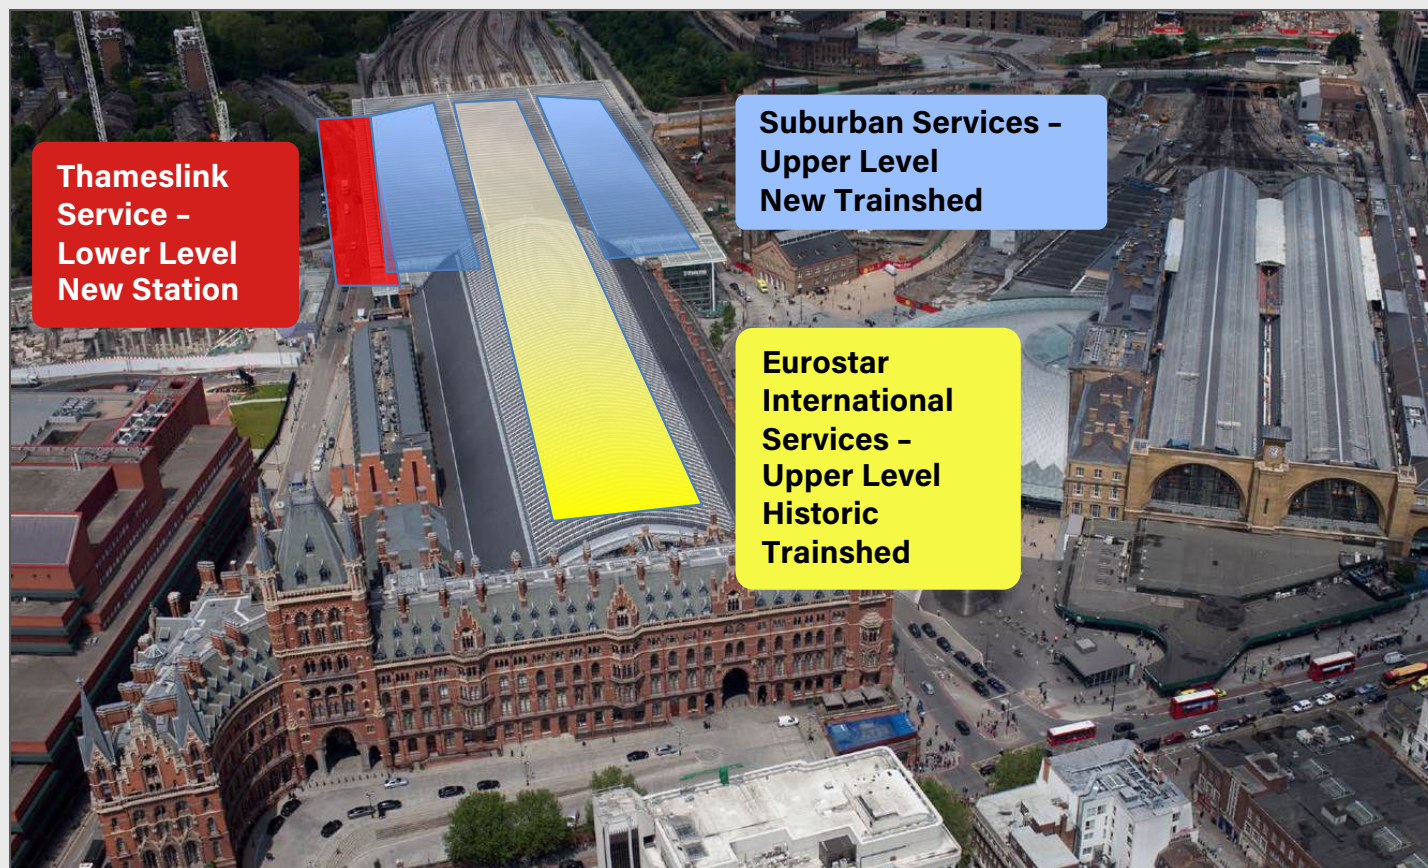 Thameslink
Service –
Lower Level
New Station
Suburban Services –
Upper Level
New Trainshed
Eurostar
International
Services –
Upper Level
Historic
Trainshed